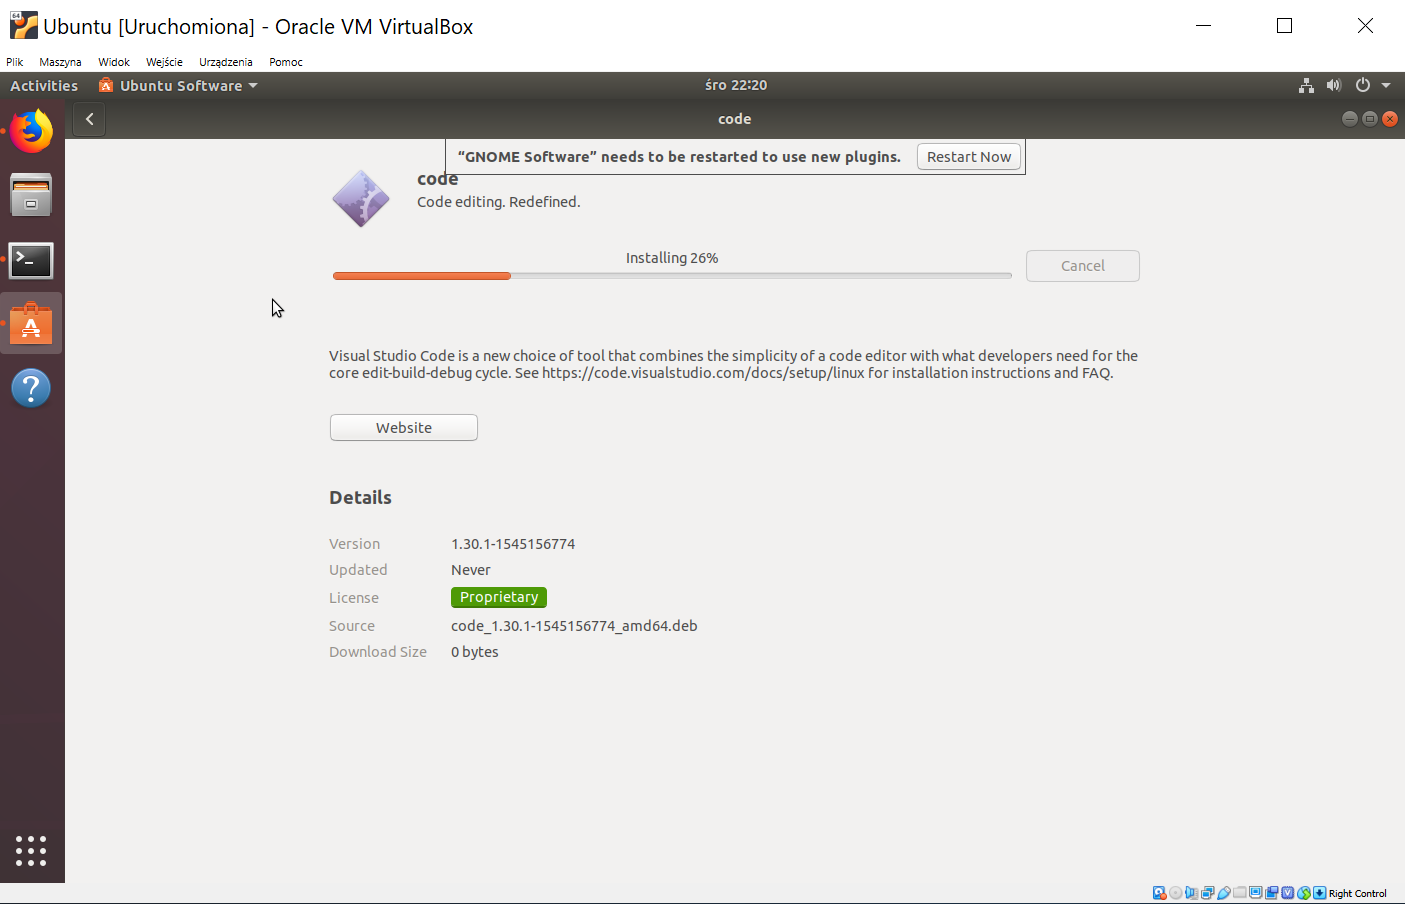 Ubuntu [Uruchomiona] - Oracle VM VirtualBox
Plik Maszyna Widok Wejście Urządzenia Pomoc
Activities Ubuntu Software śro 22:20
code
“GNOME Software” needs to be restarted to use new plugins. Restart Now
code
Code editing. Redefined.
Installing 26%
Cancel
Visual Studio Code is a new choice of tool that combines the simplicity of a code editor with what developers need for the
core edit-build-debug cycle. See https://code.visualstudio.com/docs/setup/linux for installation instructions and FAQ.
Website
Details
Version 1.30.1-1545156774
Updated Never
License Proprietary
Source code_1.30.1-1545156774_amd64.deb
Download Size 0 bytes
Right Control